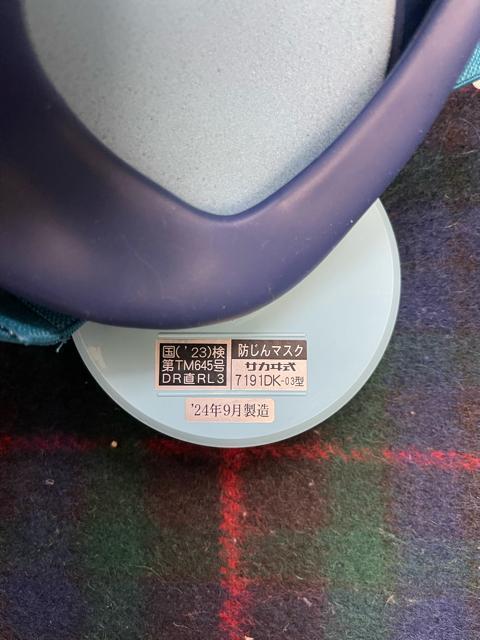 国('23)検
第TM645号
DR直RL3
防じんマスク
サカヰ式
7191DK-03型
'24年9月製造